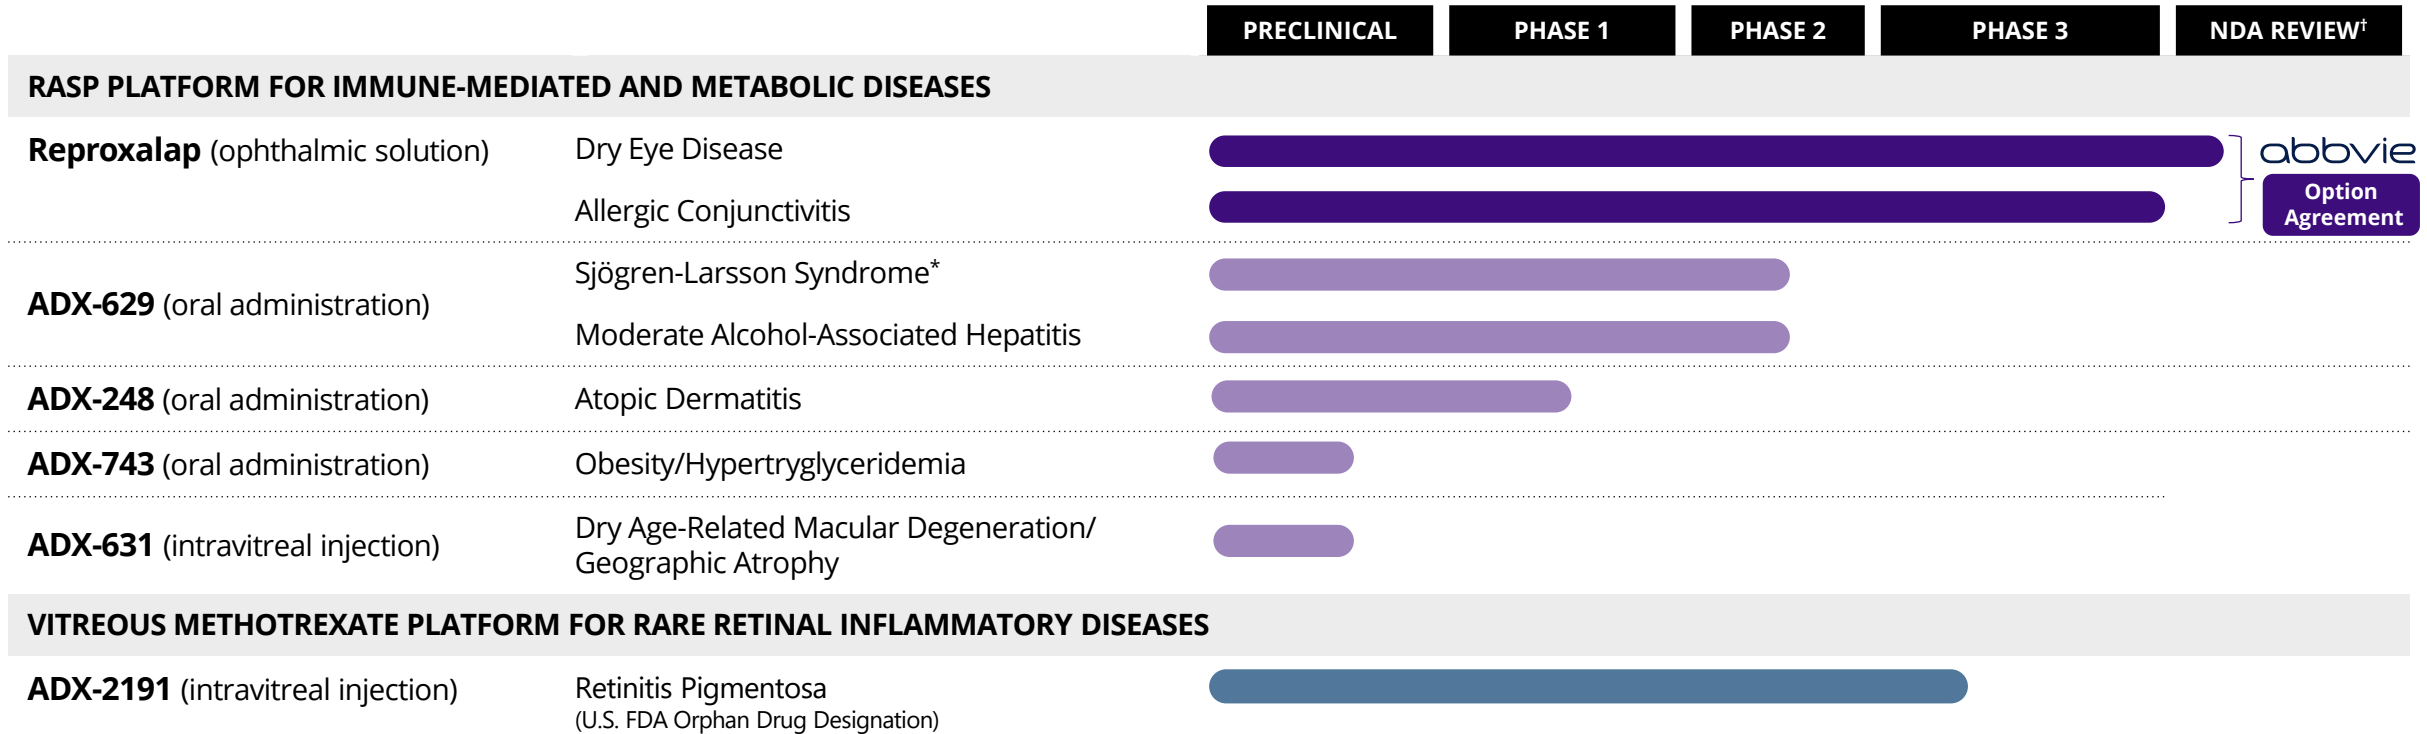 PRECLINICAL PHASE 1 PHASE 2 PHASE 3 NDA REVIEW†
RASP PLATFORM FOR IMMUNE-MEDIATED AND METABOLIC DISEASES
Reproxalap (ophthalmic solution) Dry Eye Disease
abbvie
Option
Agreement
Allergic Conjunctivitis
Sjögren-Larsson Syndrome*
ADX-629 (oral administration)
Moderate Alcohol-Associated Hepatitis
ADX-248 (oral administration) Atopic Dermatitis
ADX-743 (oral administration) Obesity/Hypertryglyceridemia
ADX-631 (intravitreal injection) Dry Age-Related Macular Degeneration/
Geographic Atrophy
VITREOUS METHOTREXATE PLATFORM FOR RARE RETINAL INFLAMMATORY DISEASES
ADX-2191 (intravitreal injection) Retinitis Pigmentosa
(U.S. FDA Orphan Drug Designation)